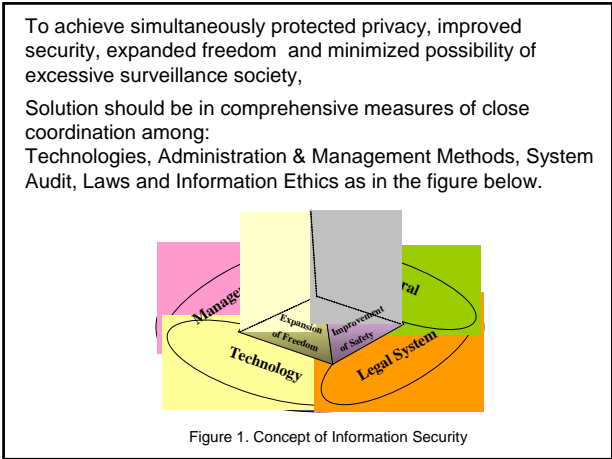 To achieve simultaneously protected privacy, improved
security, expanded freedom and minimized possibility of
excessive surveillance society,
Solution should be in comprehensive measures of close
coordination among:
Technologies, Administration & Management Methods, System
Audit, Laws and Information Ethics as in the figure below.
Expansion
of Freedom
Improvement
of Safety
Technology
Legal System
Figure 1. Concept of Information Security